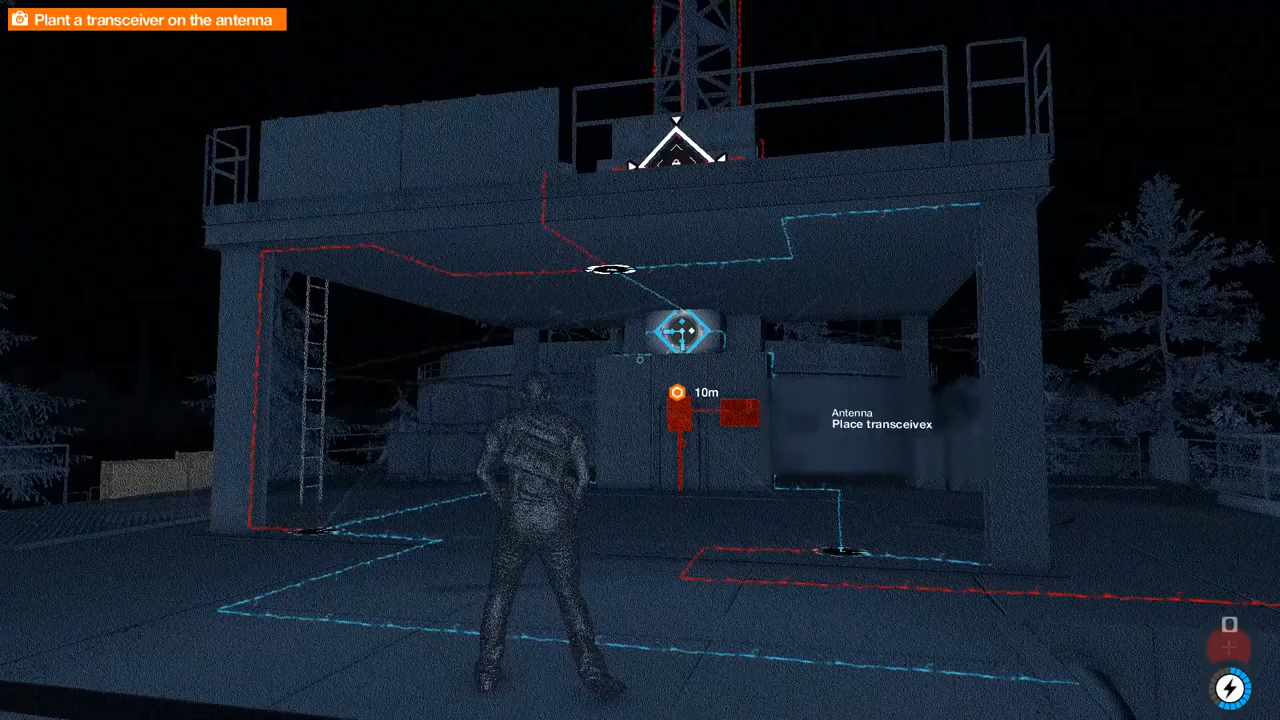 Plant a transceiver on the antenna
10m
Antenna
Place transceivex